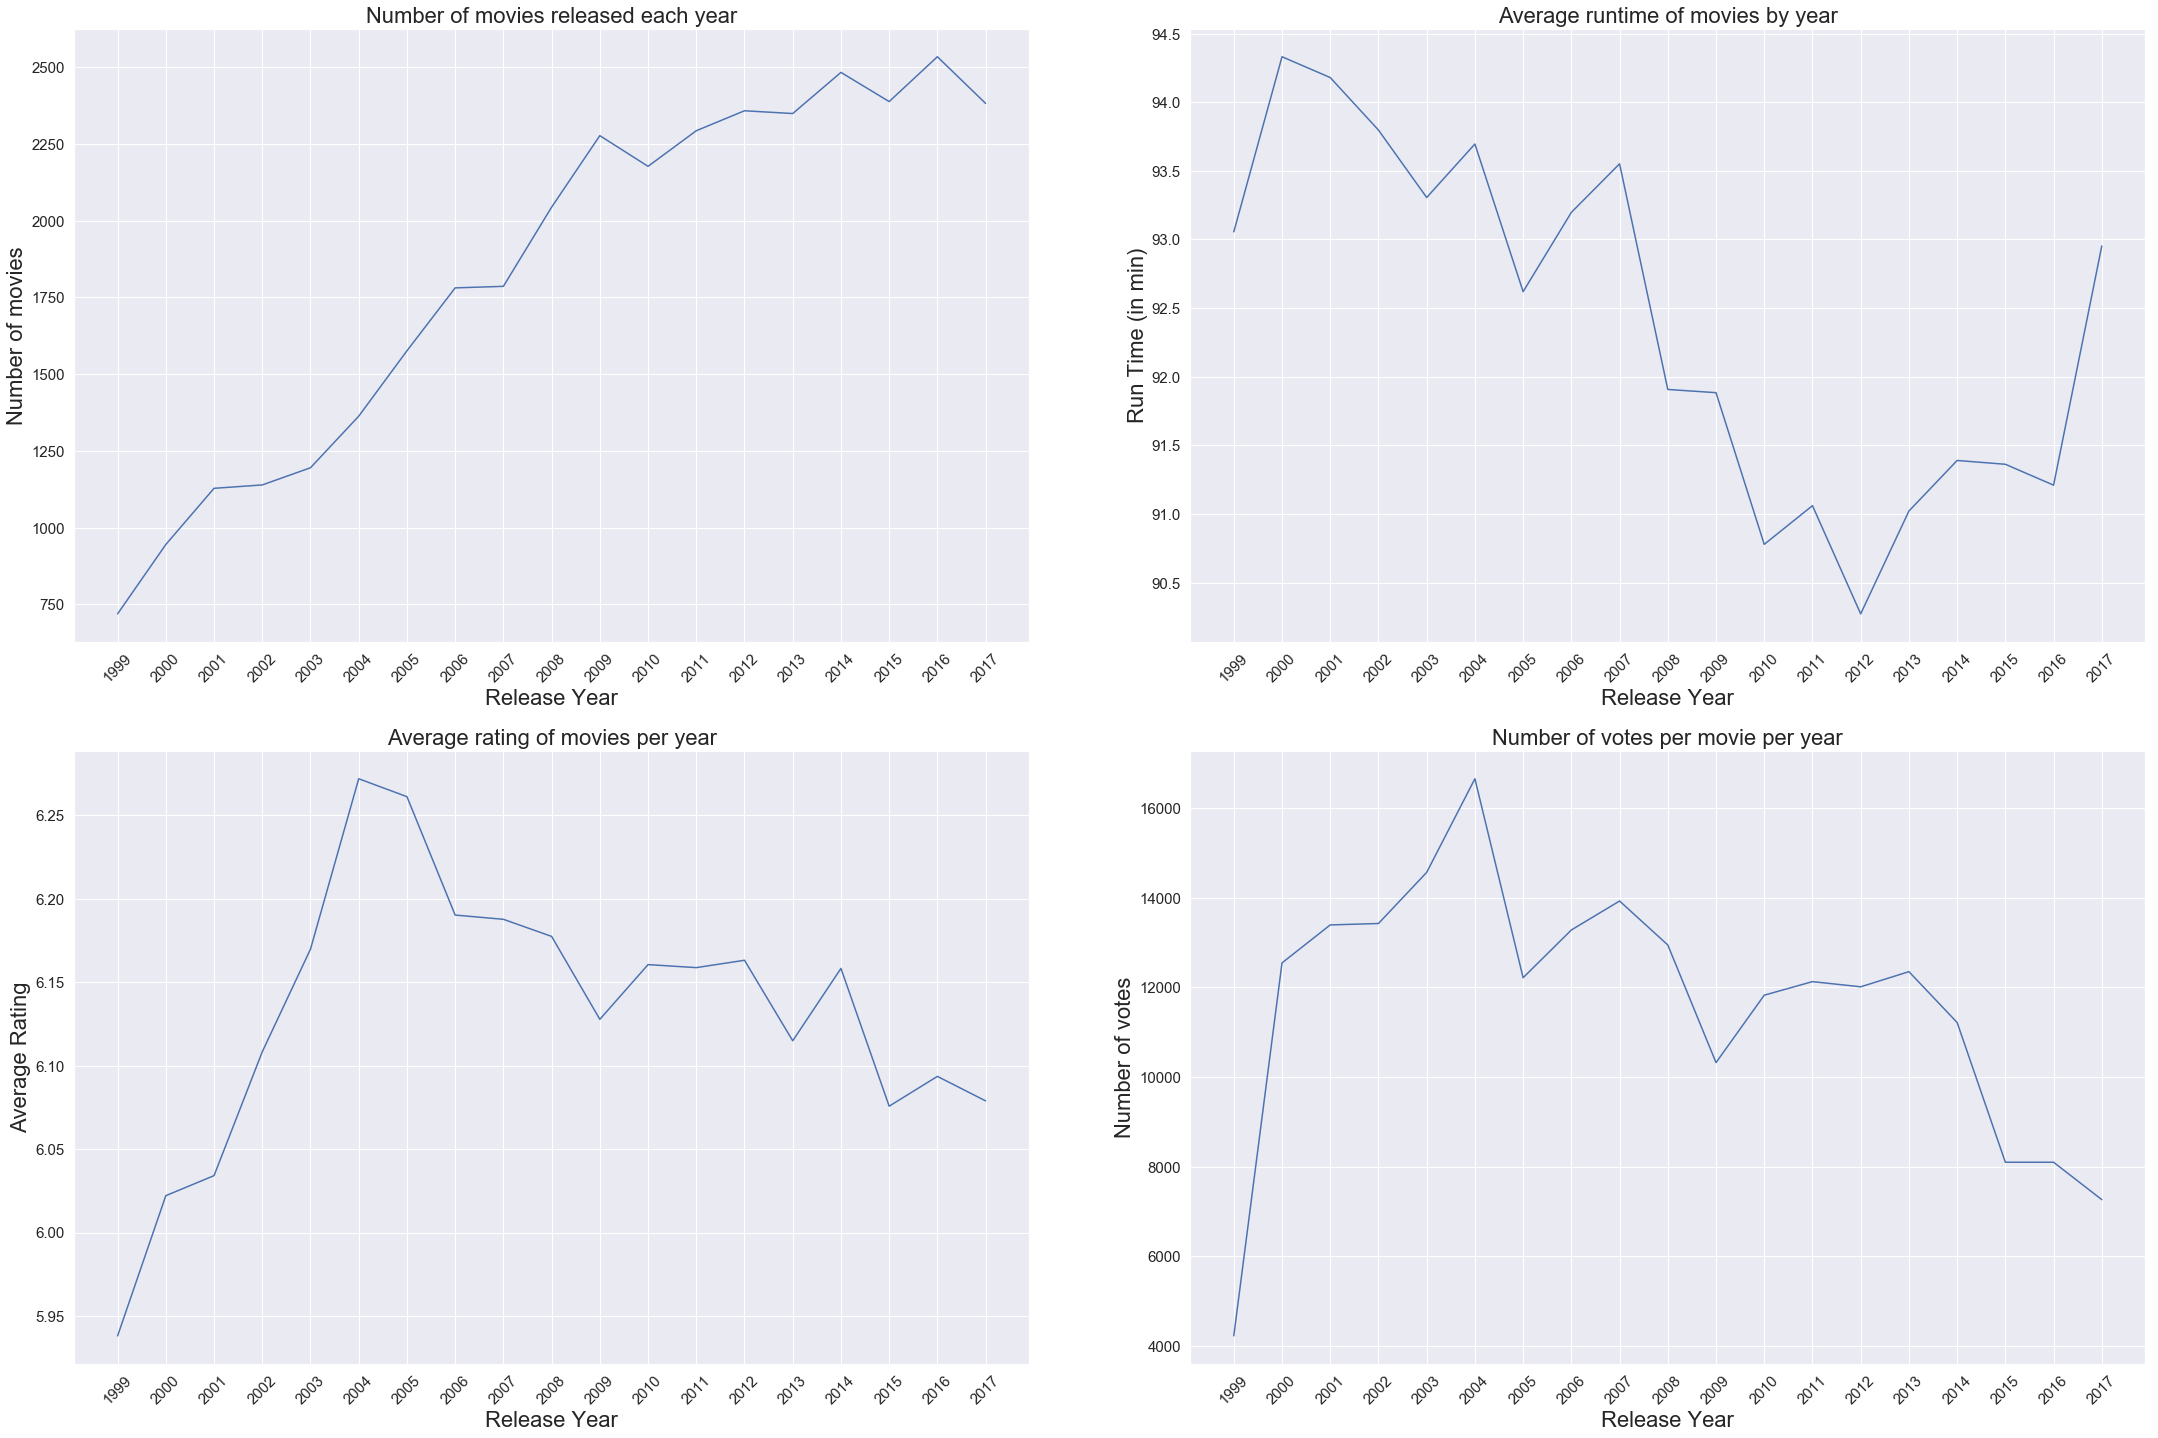 Number of movies released each year
Number of movies
2500
2250
2000
1750
1500
1250
1000
750
1999 2000 2001 2002 2003 2004 2005 2006 2007 2008 2009 2010 2011 2012 2013 2014 2015 2016 2017
Release Year
Average runtime of movies by year
Run Time (in min)
94.5
94.0
93.5
93.0
92.5
92.0
91.5
91.0
90.5
1999 2000 2001 2002 2003 2004 2005 2006 2007 2008 2009 2010 2011 2012 2013 2014 2015 2016 2017
Release Year
Average rating of movies per year
Average Rating
6.25
6.20
6.15
6.10
6.05
6.00
5.95
1999 2000 2001 2002 2003 2004 2005 2006 2007 2008 2009 2010 2011 2012 2013 2014 2015 2016 2017
Release Year
Number of votes per movie per year
Number of votes
16000
14000
12000
10000
8000
6000
4000
1999 2000 2001 2002 2003 2004 2005 2006 2007 2008 2009 2010 2011 2012 2013 2014 2015 2016 2017
Release Year